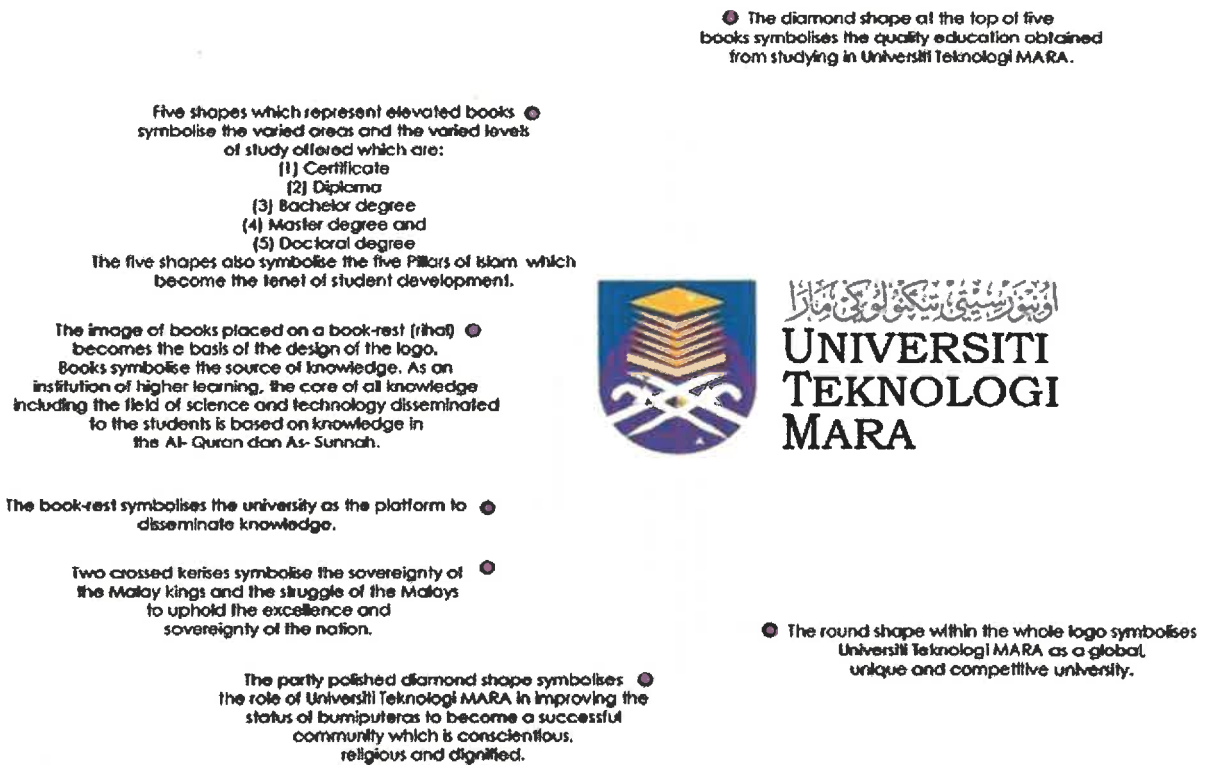 The diamond shape at the top of five
books symbolises the quality education obtained
from studying in Universiti Teknologi MARA.
Five shapes which represent elevated books
symbolise the varied areas and the varied levels
of study offered which are:
(1) Certificate
(2) Diploma
(3) Bachelor degree
(4) Master degree and
(5) Doctoral degree
The five shapes also symbolise the five Pillars of Islam which
become the tenet of student development.
The image of books placed on a book-rest (rihal)
becomes the basis of the design of the logo.
Books symbolise the source of knowledge. As an
institution of higher learning, the core of all knowledge
including the field of science and technology disseminated
to the students is based on knowledge in
the Al- Quran dan As- Sunnah.
اونيۏرسيتي تيكنولوݢي مارا
UNIVERSITI
TEKNOLOGI
MARA
The book-rest symbolises the university as the platform to
disseminate knowledge.
Two crossed kerises symbolise the sovereignty of
the Malay kings and the struggle of the Malays
to uphold the excellence and
sovereignty of the nation.
The round shape within the whole logo symbolises
Universiti Teknologi MARA as a global,
unique and competitive university.
The partly polished diamond shape symbolises
the role of Universiti Teknologi MARA in improving the
status of bumiputeras to become a successful
community which is conscientious,
religious and dignified.